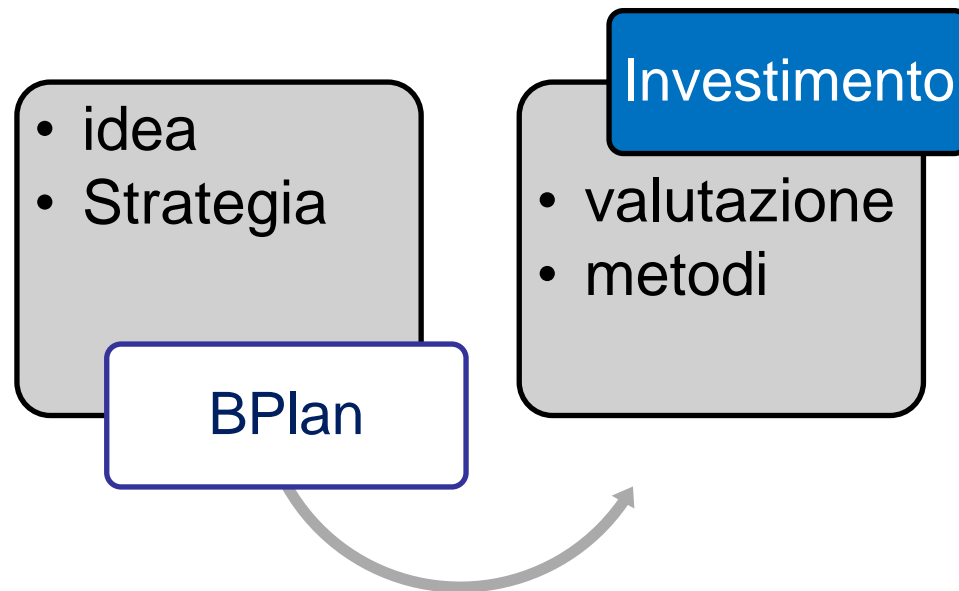 • idea
• Strategia
BPlan
Investimento
• valutazione
• metodi